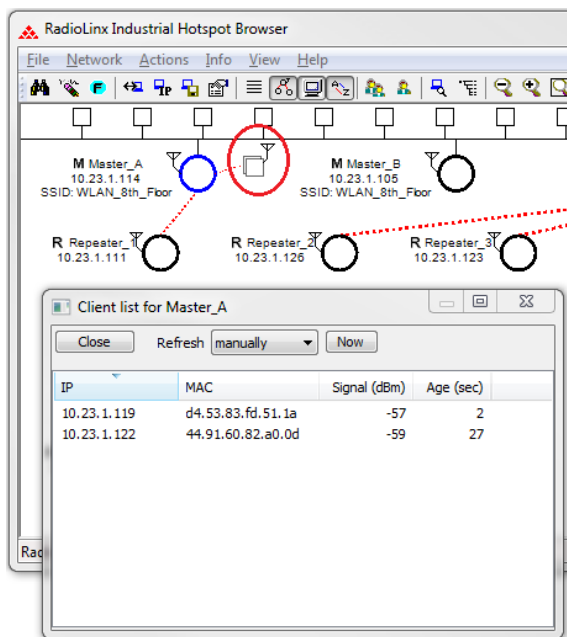 RadioLinx Industrial Hotspot Browser
File Network Actions Info View Help
M Master_A
10.23.1.114
SSID: WLAN_8th_Floor
M Master_B
10.23.1.105
SSID: WLAN_8th_Floor
R Repeater_1
10.23.1.111
R Repeater_2
10.23.1.126
R Repeater_3
10.23.1.123
Client list for Master_A
Close Refresh manually Now
IP MAC Signal (dBm) Age (sec)
10.23.1.119 d4.53.83.fd.51.1a -57 2
10.23.1.122 44.91.60.82.a0.0d -59 27
Rad